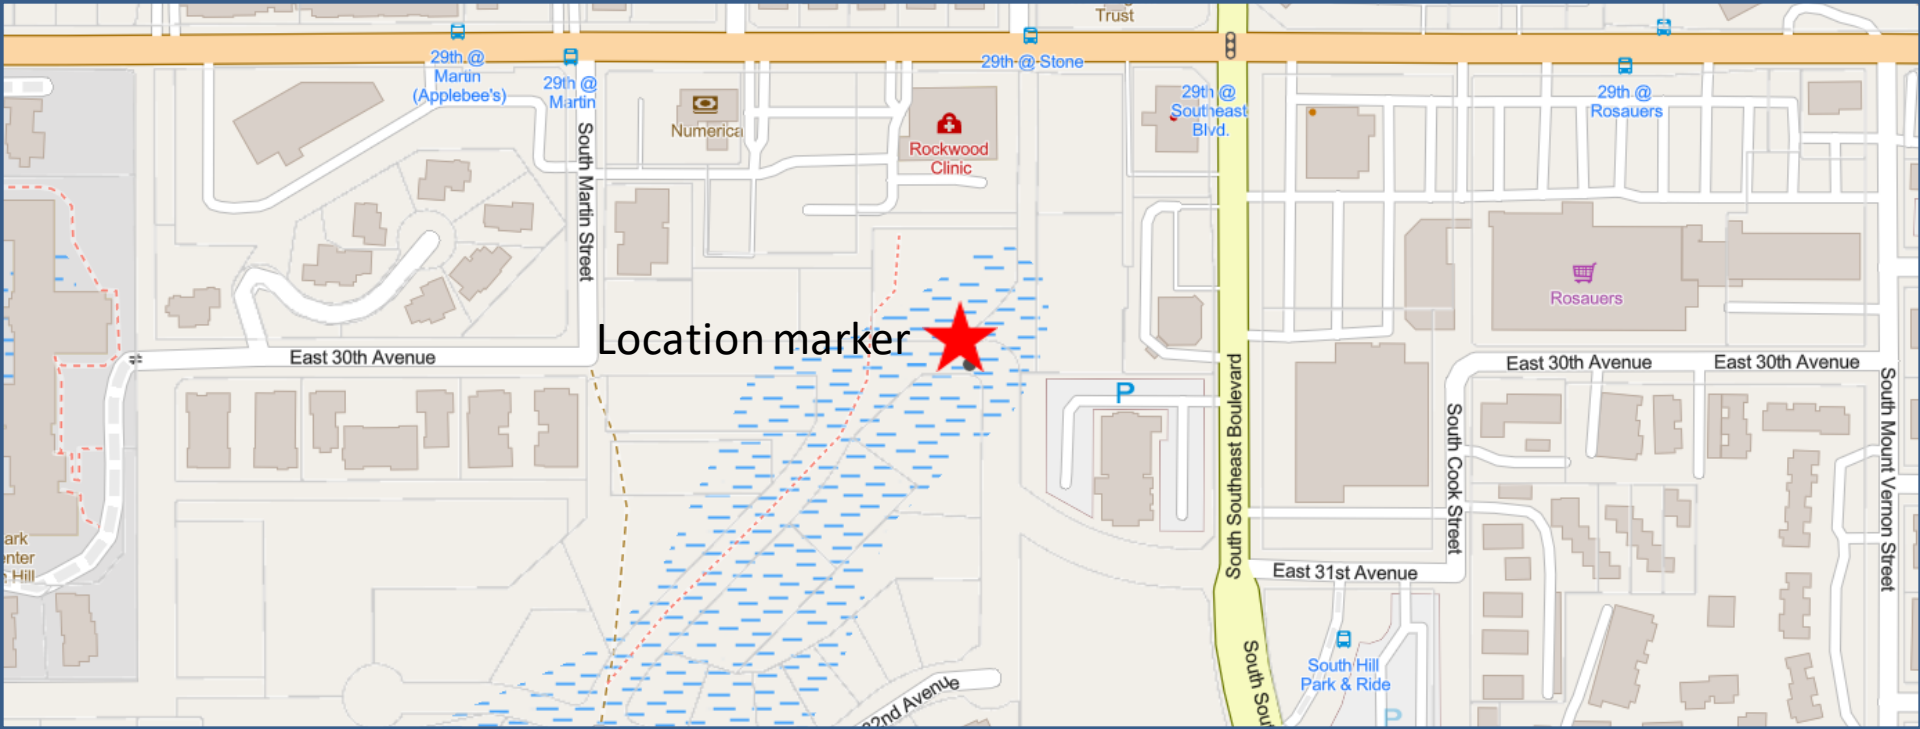 Trust
29th @
Martin
(Applebee's)
29th @
Martin
29th @ Stone
29th @
Southeast
Blvd.
29th @
Rosauers
Numerica
Rockwood
Clinic
South Martin Street
Rosauers
Location marker
East 30th Avenue
East 30th Avenue
East 30th Avenue
P
South Southeast Boulevard
South Cook Street
South Mount Vernon Street
ark
enter
Hill
East 31st Avenue
South Hill
Park & Ride
South Sout
2nd Avenue
P